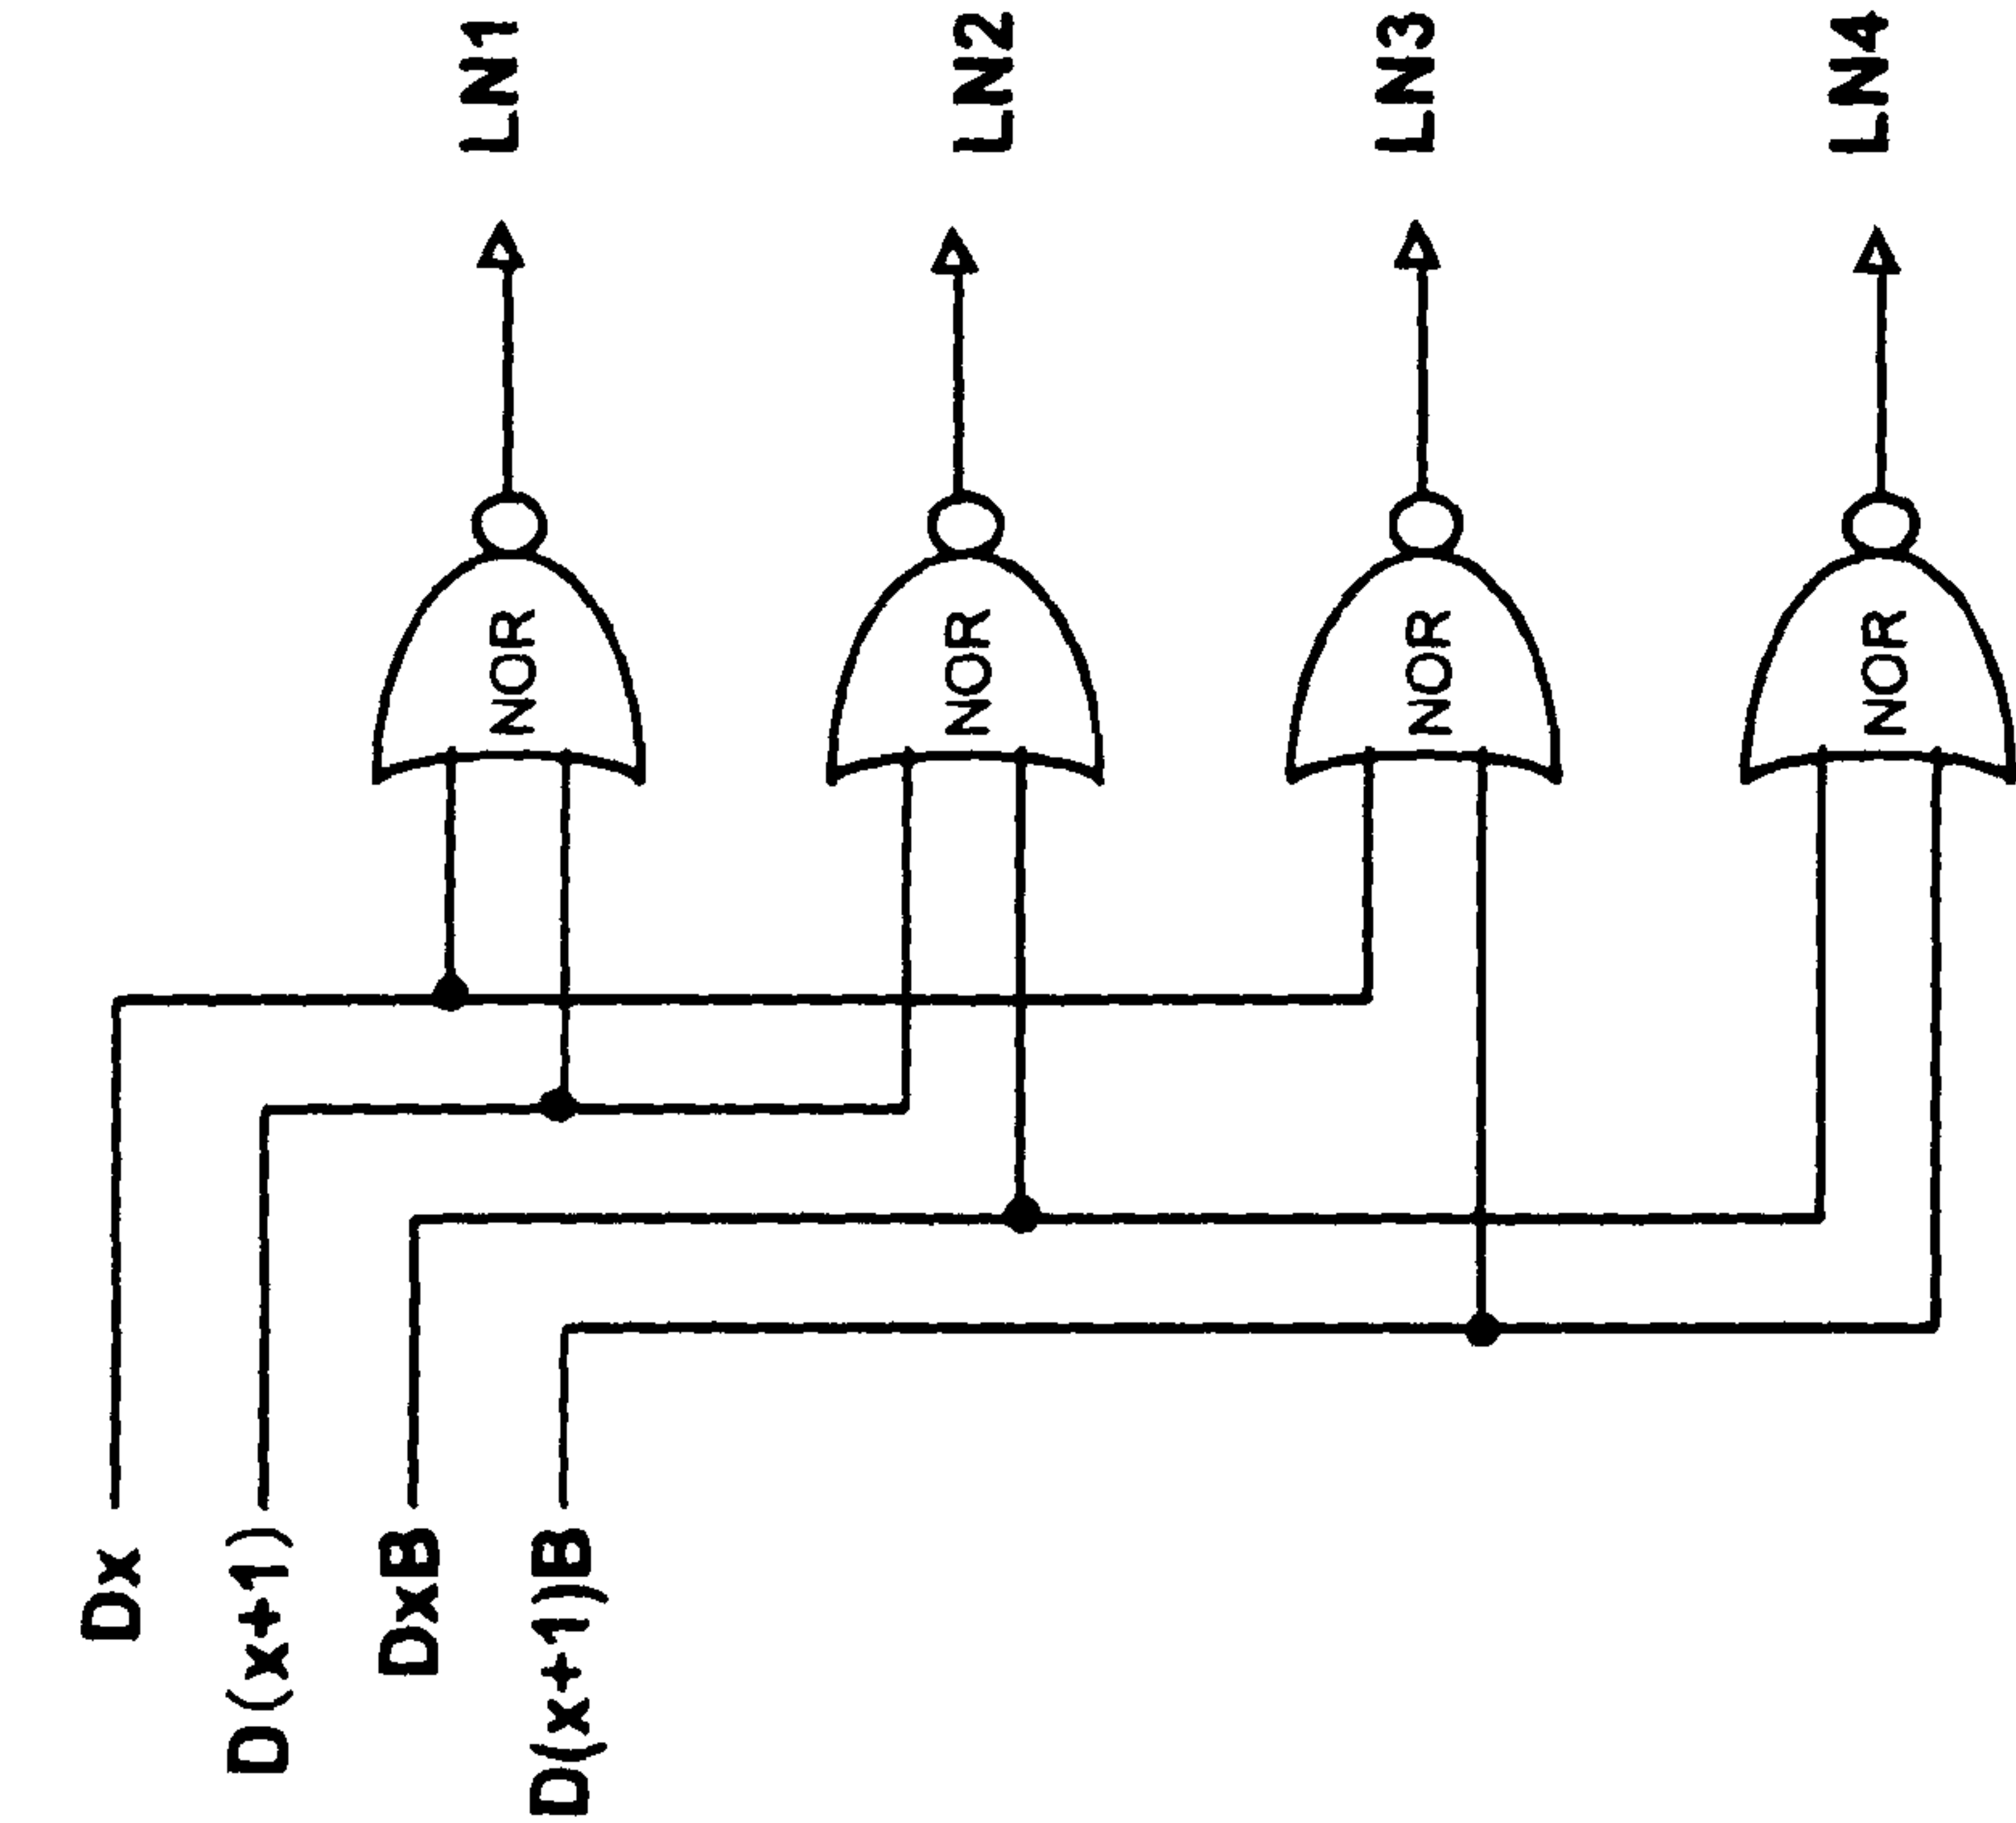 Dx
D(x+1)
DxB
D(x+1)B
NOR
NOR
NOR
NOR
LN1
LN2
LN3
LN4